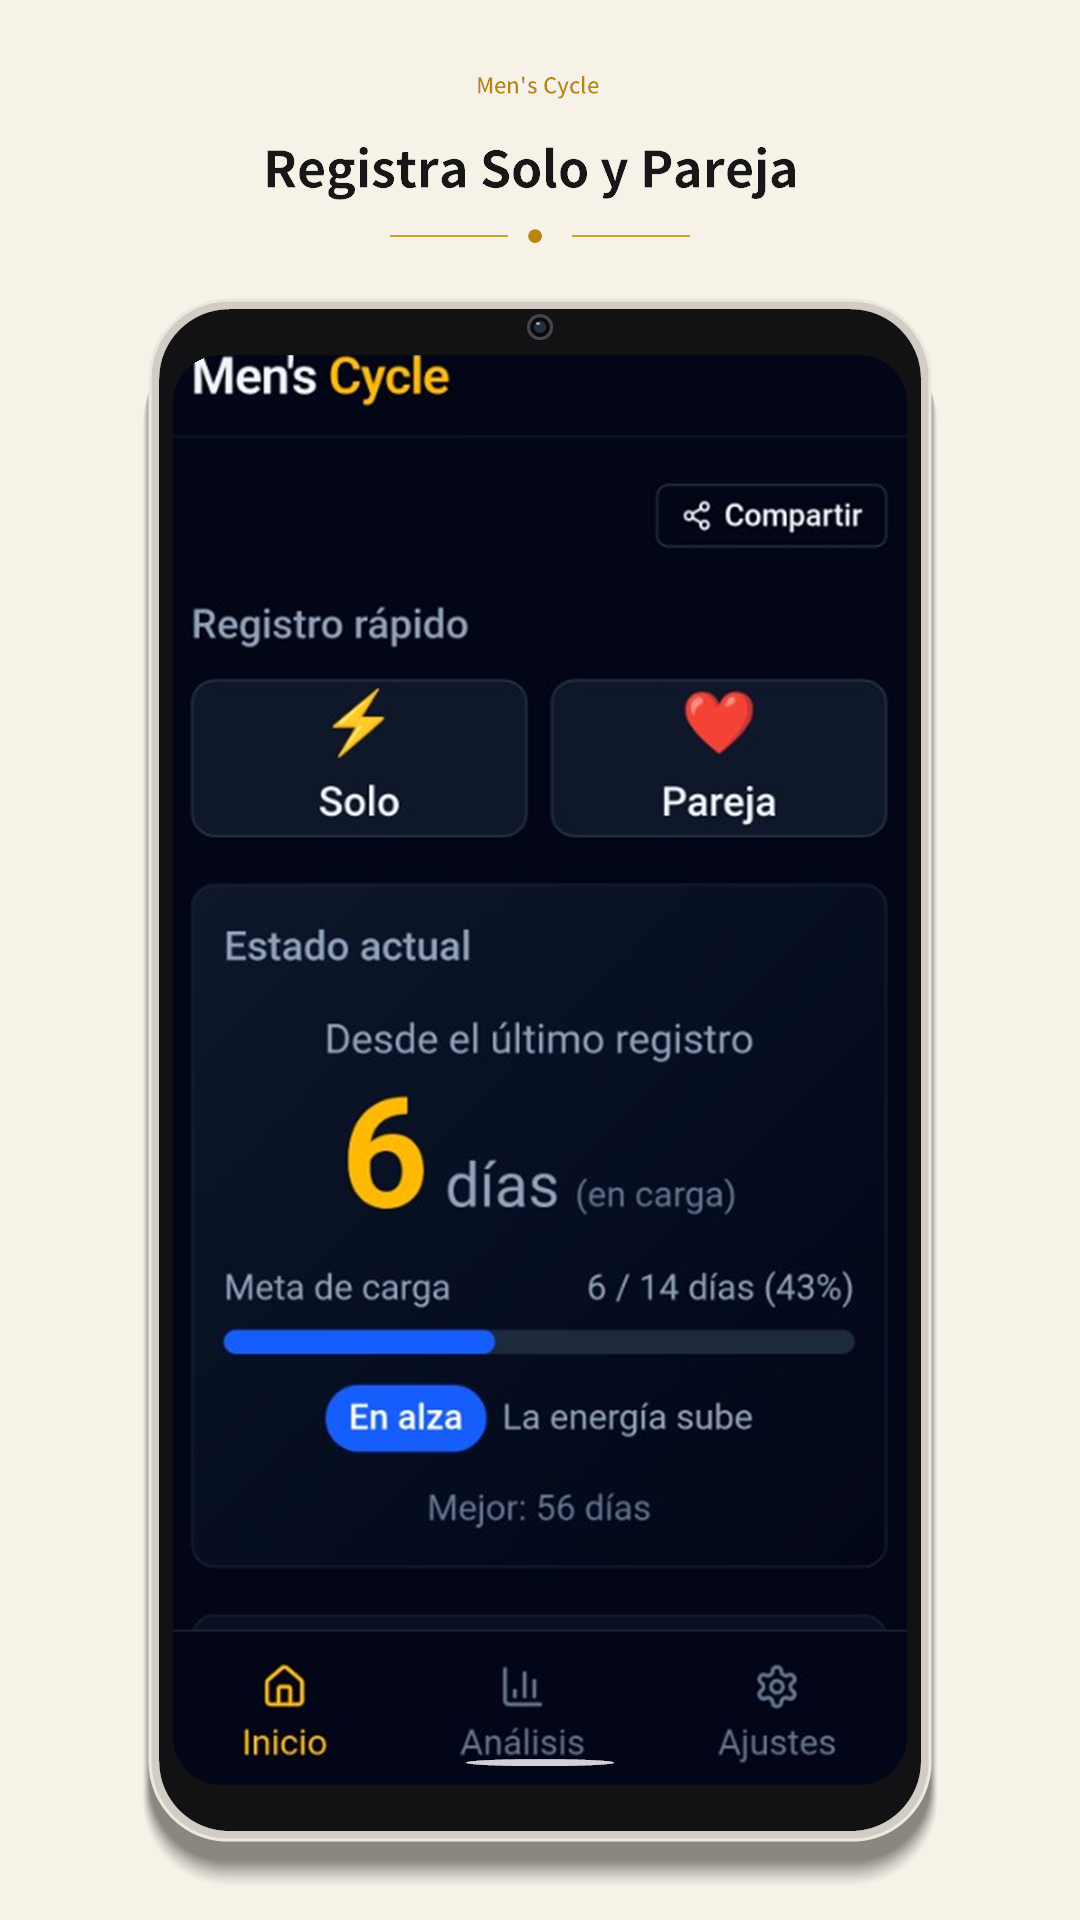 Men's Cycle
Registra Solo y Pareja
Men's Cycle
Compartir
Registro rápido
Solo
Pareja
Estado actual
Desde el último registro
6 días (en carga)
Meta de carga 6 / 14 días (43%)
En alza La energía sube
Mejor: 56 días
Inicio Análisis Ajustes